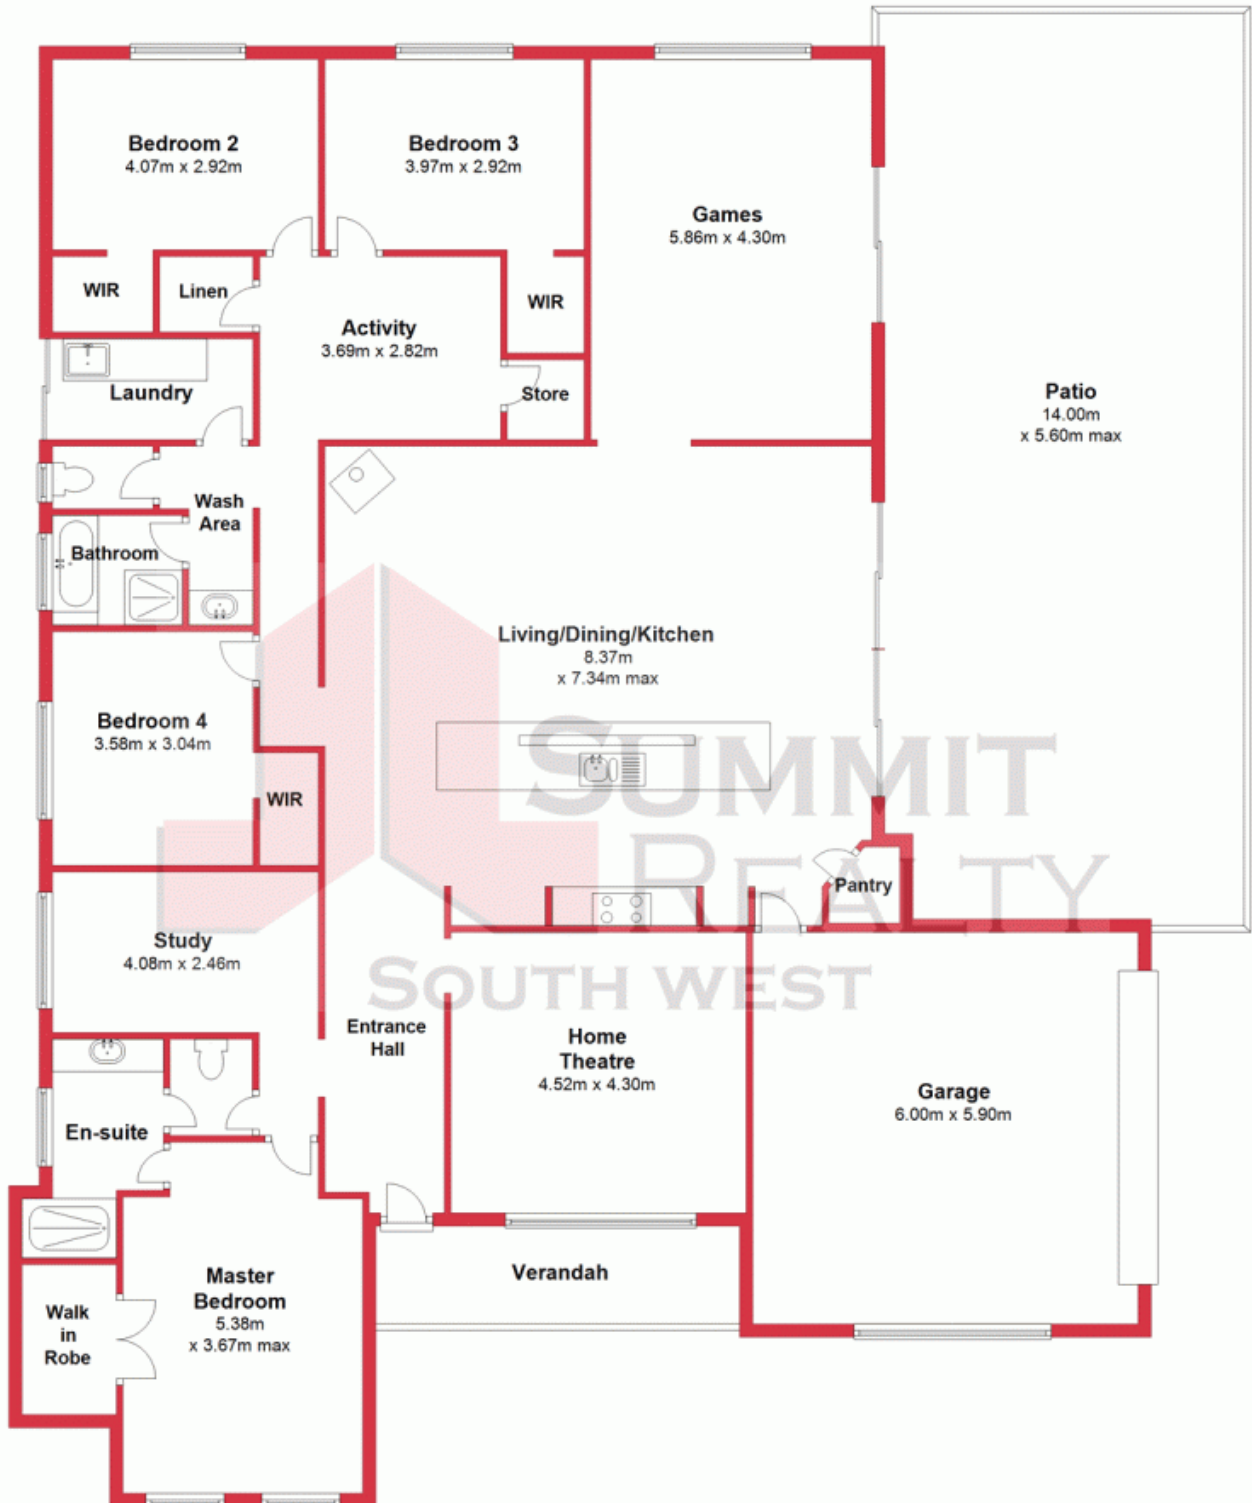 Bedroom 2
4.07m x 2.92m
Bedroom 3
3.97m x 2.92m
Games
5.86m x 4.30m
WIR
Linen
WIR
Activity
3.69m x 2.82m
Laundry
Store
Patio
14.00m
x 5.60m max
Wash
Area
Bathroom
Living/Dining/Kitchen
8.37m
x 7.34m max
Bedroom 4
3.58m x 3.04m
WIR
SUMMIT
REALTY
SOUTH WEST
Pantry
Study
4.08m x 2.46m
Entrance
Hall
Home
Theatre
4.52m x 4.30m
Garage
6.00m x 5.90m
En-suite
Verandah
Master
Bedroom
5.38m
x 3.67m max
Walk
in
Robe